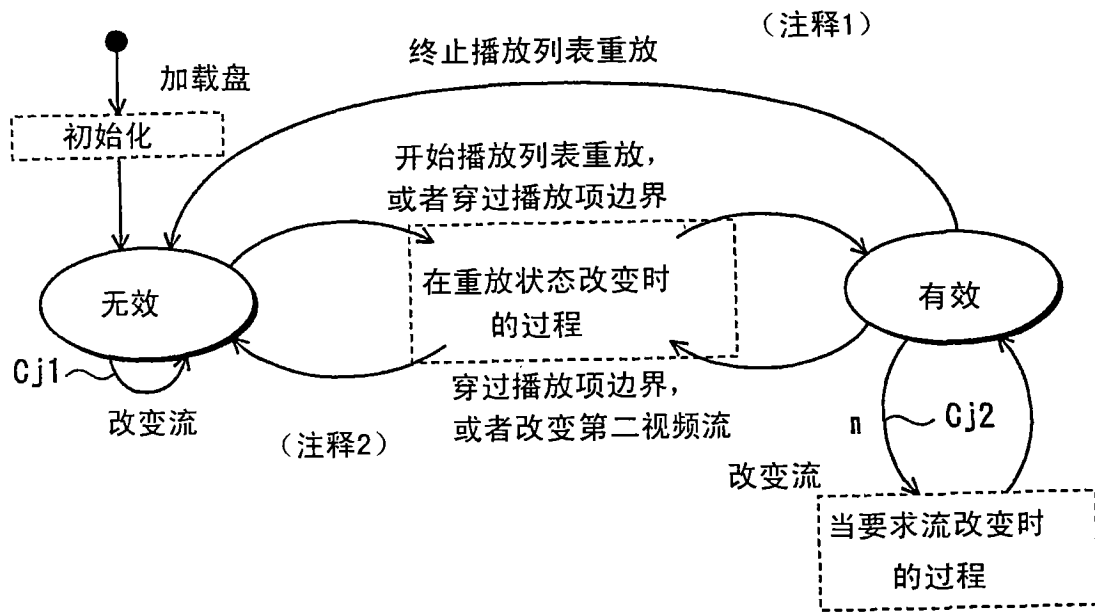 （注释1）
终止播放列表重放
加载盘
初始化
开始播放列表重放，
或者穿过播放项边界
无效
在重放状态改变时
的过程
有效
Cj1
改变流
穿过播放项边界，
或者改变第二视频流
（注释2）
n
Cj2
改变流
当要求流改变时
的过程